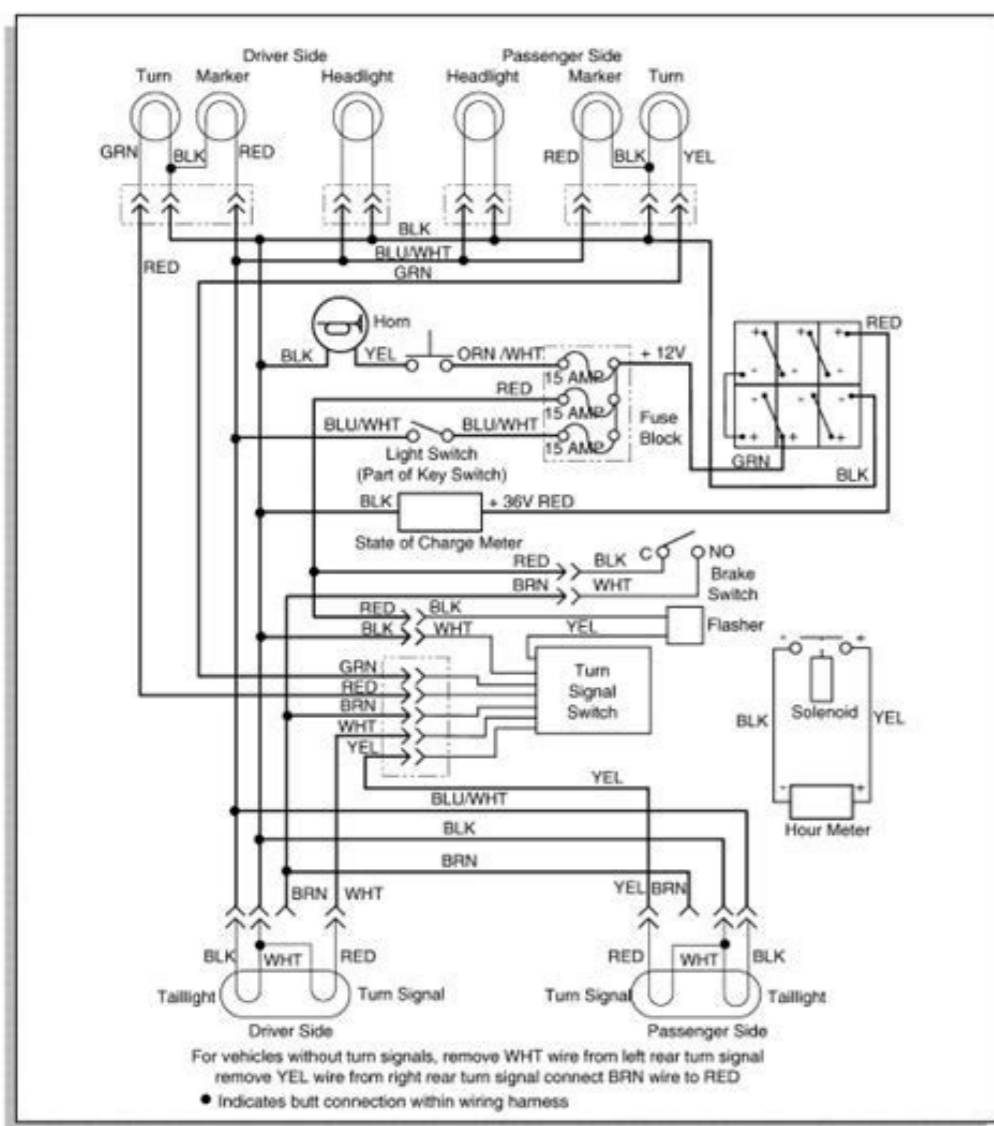 Driver Side Passenger Side
Turn Marker Headlight Headlight Marker Turn
GRN BLK RED RED BLK YEL
BLK
RED BLU/WHT
GRN
Horn RED
BLK YEL ORN /WHT + 12V
RED 15 AMP
15 AMP Fuse
BLU/WHT BLU/WHT Block
15 AMP
Light Switch GRN
(Part of Key Switch) BLK
BLK + 36V RED
State of Charge Meter
RED BLK C NO
BRN WHT Brake
Switch
RED BLK
BLK WHT YEL Flasher
GRN Turn
RED Signal
BRN Switch Solenoid
WHT BLK YEL
YEL
YEL
BLU/WHT
Hour Meter
BLK
BRN
BRN WHT YEL BRN
BLK WHT RED RED WHT BLK
Taillight Turn Signal Turn Signal Taillight
Driver Side Passenger Side
For vehicles without turn signals, remove WHT wire from left rear turn signal
remove YEL wire from right rear turn signal connect BRN wire to RED
● Indicates butt connection within wiring harness